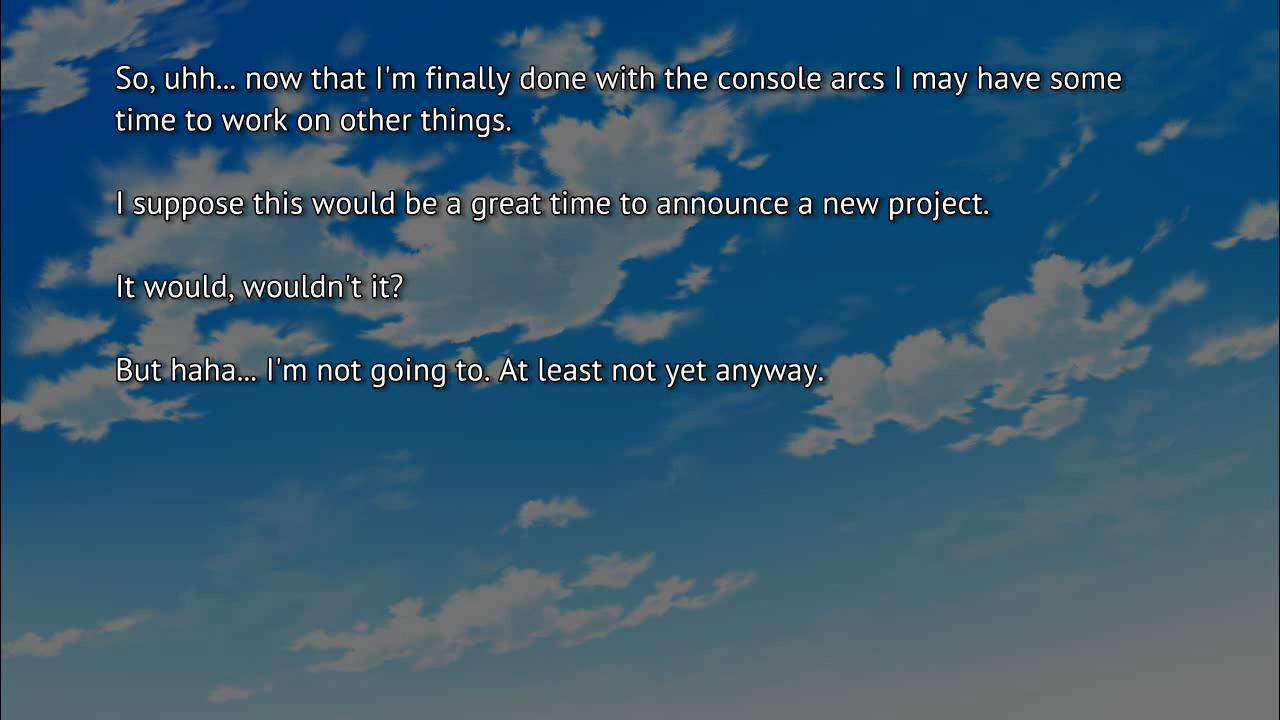 So, uhh... now that I'm finally done with the console arcs I may have some
time to work on other things.
I suppose this would be a great time to announce a new project.
It would, wouldn't it?
But haha... I'm not going to. At least not yet anyway.